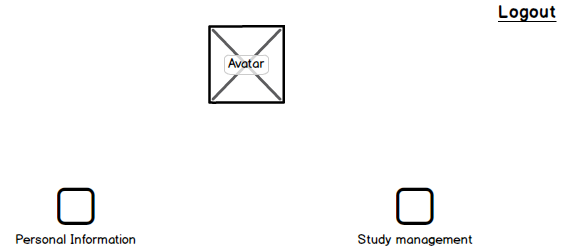 Logout
Avatar
Personal Information
Study management